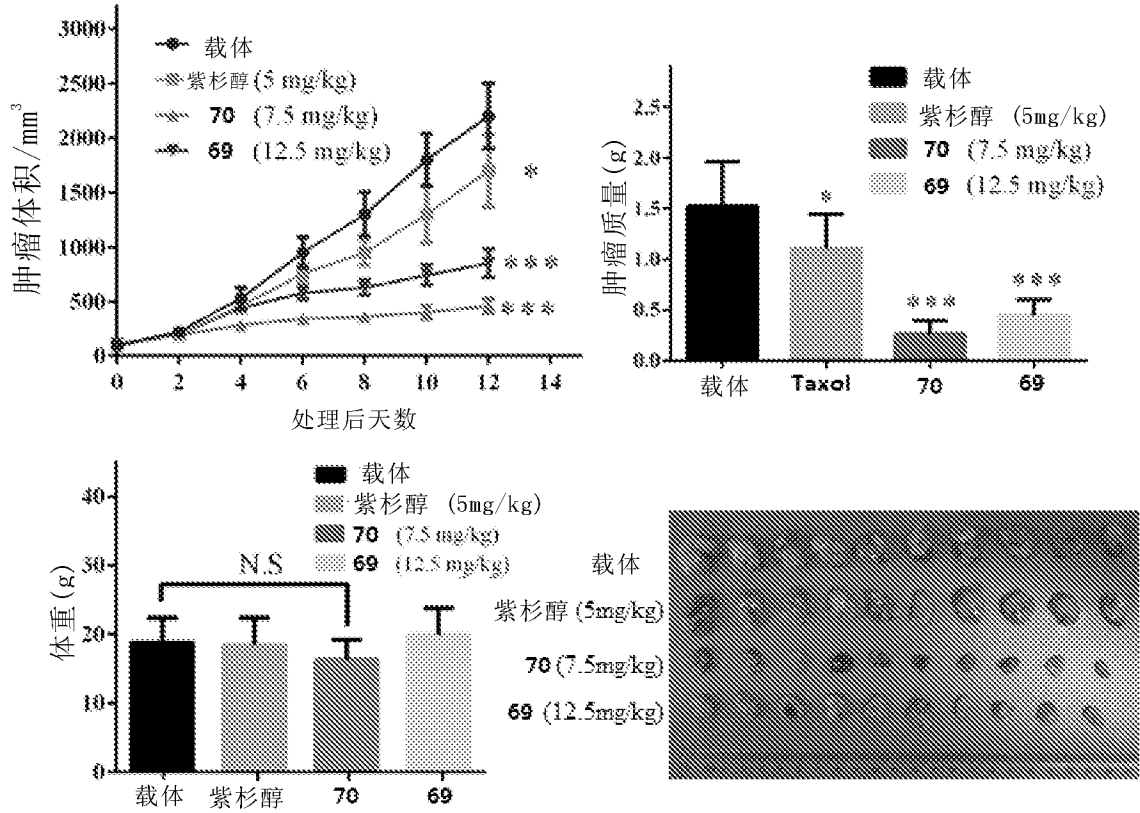 3000
2500
2000
1500
1000
500
0
肿瘤体积/mm³
载体
紫杉醇 (5 mg/kg)
70 (7.5 mg/kg)
69 (12.5 mg/kg)
*
***
***
0 2 4 6 8 10 12 14
处理后天数
2.5
2.0
1.5
1.0
0.5
0.0
肿瘤质量(g)
载体
紫杉醇 (5mg/kg)
70 (7.5 mg/kg)
69 (12.5 mg/kg)
*
***
***
载体 Taxol 70 69
40
30
20
10
0
体重(g)
载体
紫杉醇 (5mg/kg)
70 (7.5 mg/kg)
69 (12.5 mg/kg)
N.S
载体 紫杉醇 70 69
载体
紫杉醇(5mg/kg)
70 (7.5mg/kg)
69 (12.5mg/kg)